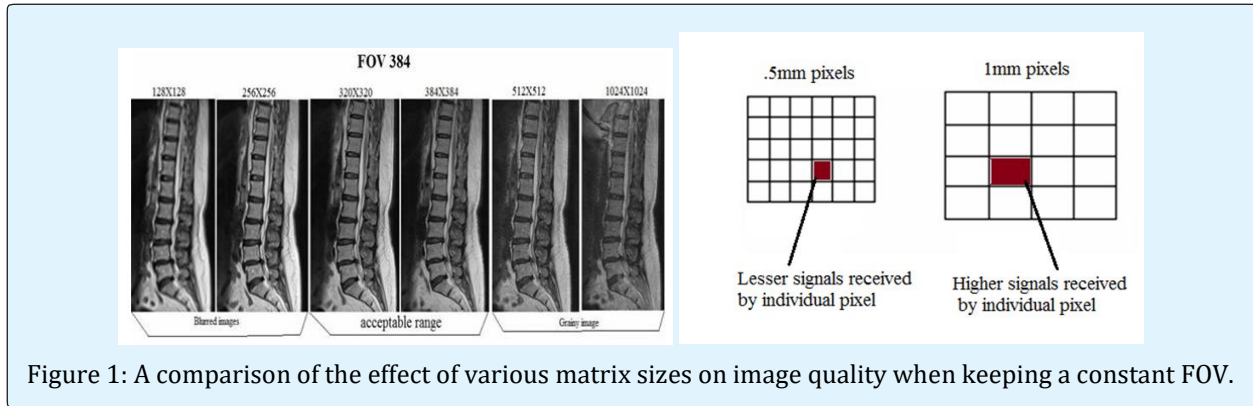 FOV 384
128X128 256X256 320X320 384X384 512X512 1024X1024
Blurred images acceptable range Grainy image
.5mm pixels 1mm pixels
Lesser signals received
by individual pixel
Higher signals received
by individual pixel
Figure 1: A comparison of the effect of various matrix sizes on image quality when keeping a constant FOV.